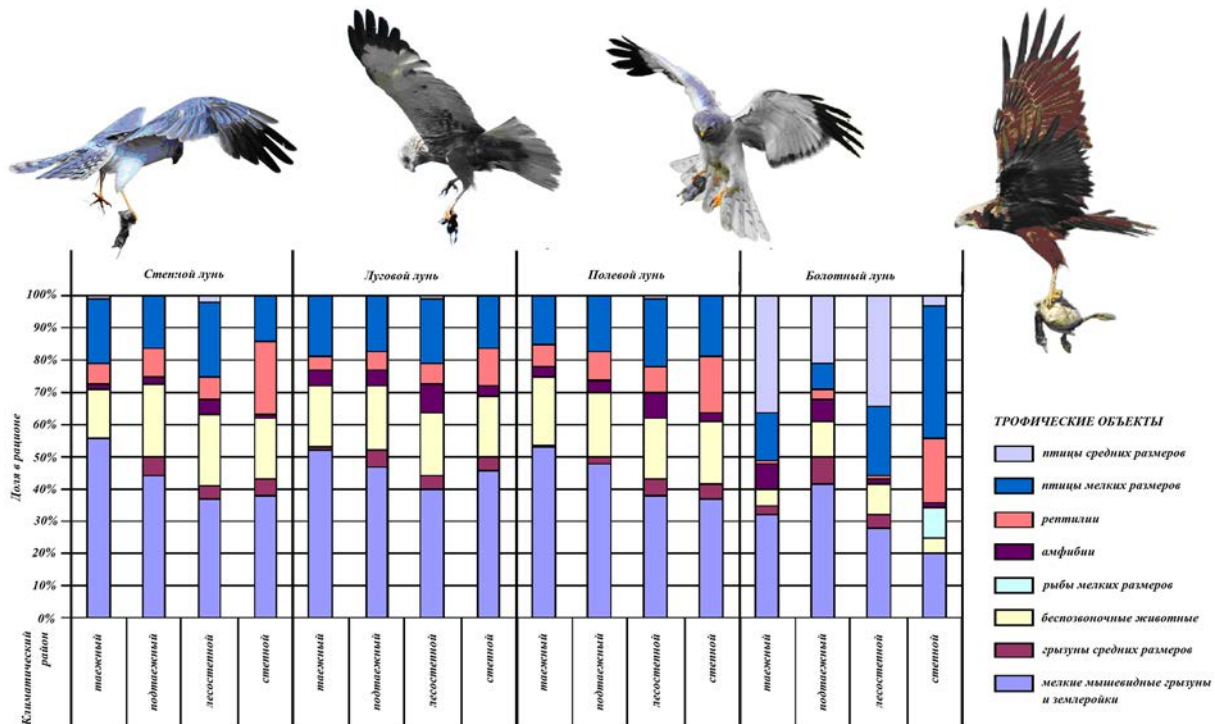 Степной лунь
Луговой лунь
Полевой лунь
Болотный лунь
Доля в рационе
100%
90%
80%
70%
60%
50%
40%
30%
20%
10%
0%
Климатический
район
таежный
подтаежный
лесостепной
степной
таежный
подтаежный
лесостепной
степной
таежный
подтаежный
лесостепной
степной
таежный
подтаежный
лесостепной
степной
ТРОФИЧЕСКИЕ ОБЪЕКТЫ
птицы средних размеров
птицы мелких размеров
рептилии
амфибии
рыбы мелких размеров
беспозвоночные животные
грызуны средних размеров
мелкие мышевидные грызуны
и землеройки